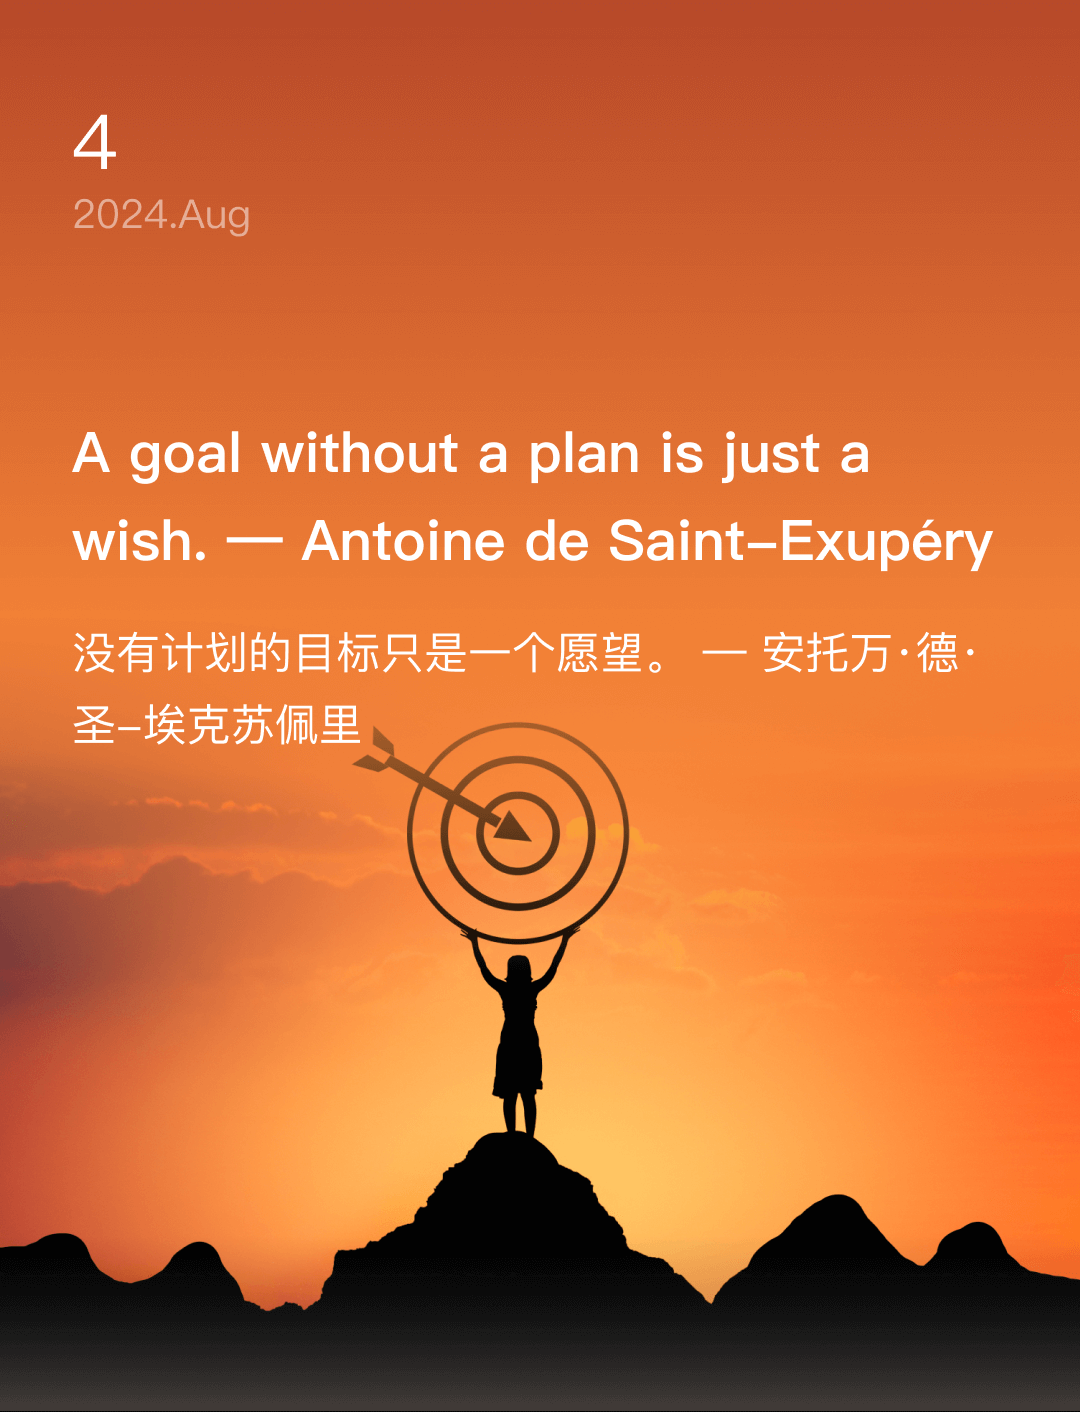 4
2024.Aug
A goal without a plan is just a
wish. — Antoine de Saint-Exupéry
没有计划的目标只是一个愿望。 — 安托万·德·
圣-埃克苏佩里